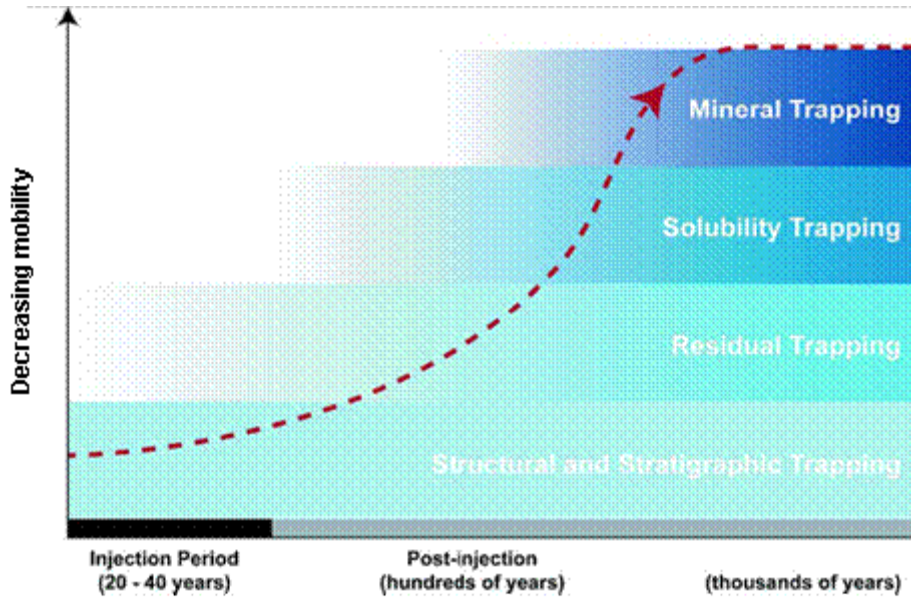 Decreasing mobility
Mineral Trapping
Solubility Trapping
Residual Trapping
Structural and Stratigraphic Trapping
Injection Period
(20 - 40 years)
Post-injection
(hundreds of years)
(thousands of years)